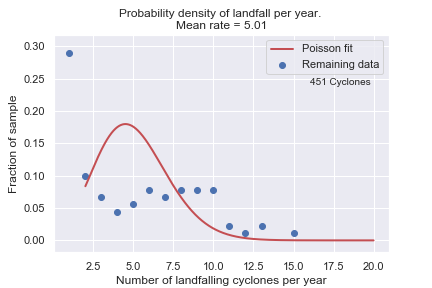 Probability density of landfall per year.
Mean rate = 5.01
Poisson fit
Remaining data
451 Cyclones
Fraction of sample
0.30
0.25
0.20
0.15
0.10
0.05
0.00
2.5 5.0 7.5 10.0 12.5 15.0 17.5 20.0
Number of landfalling cyclones per year